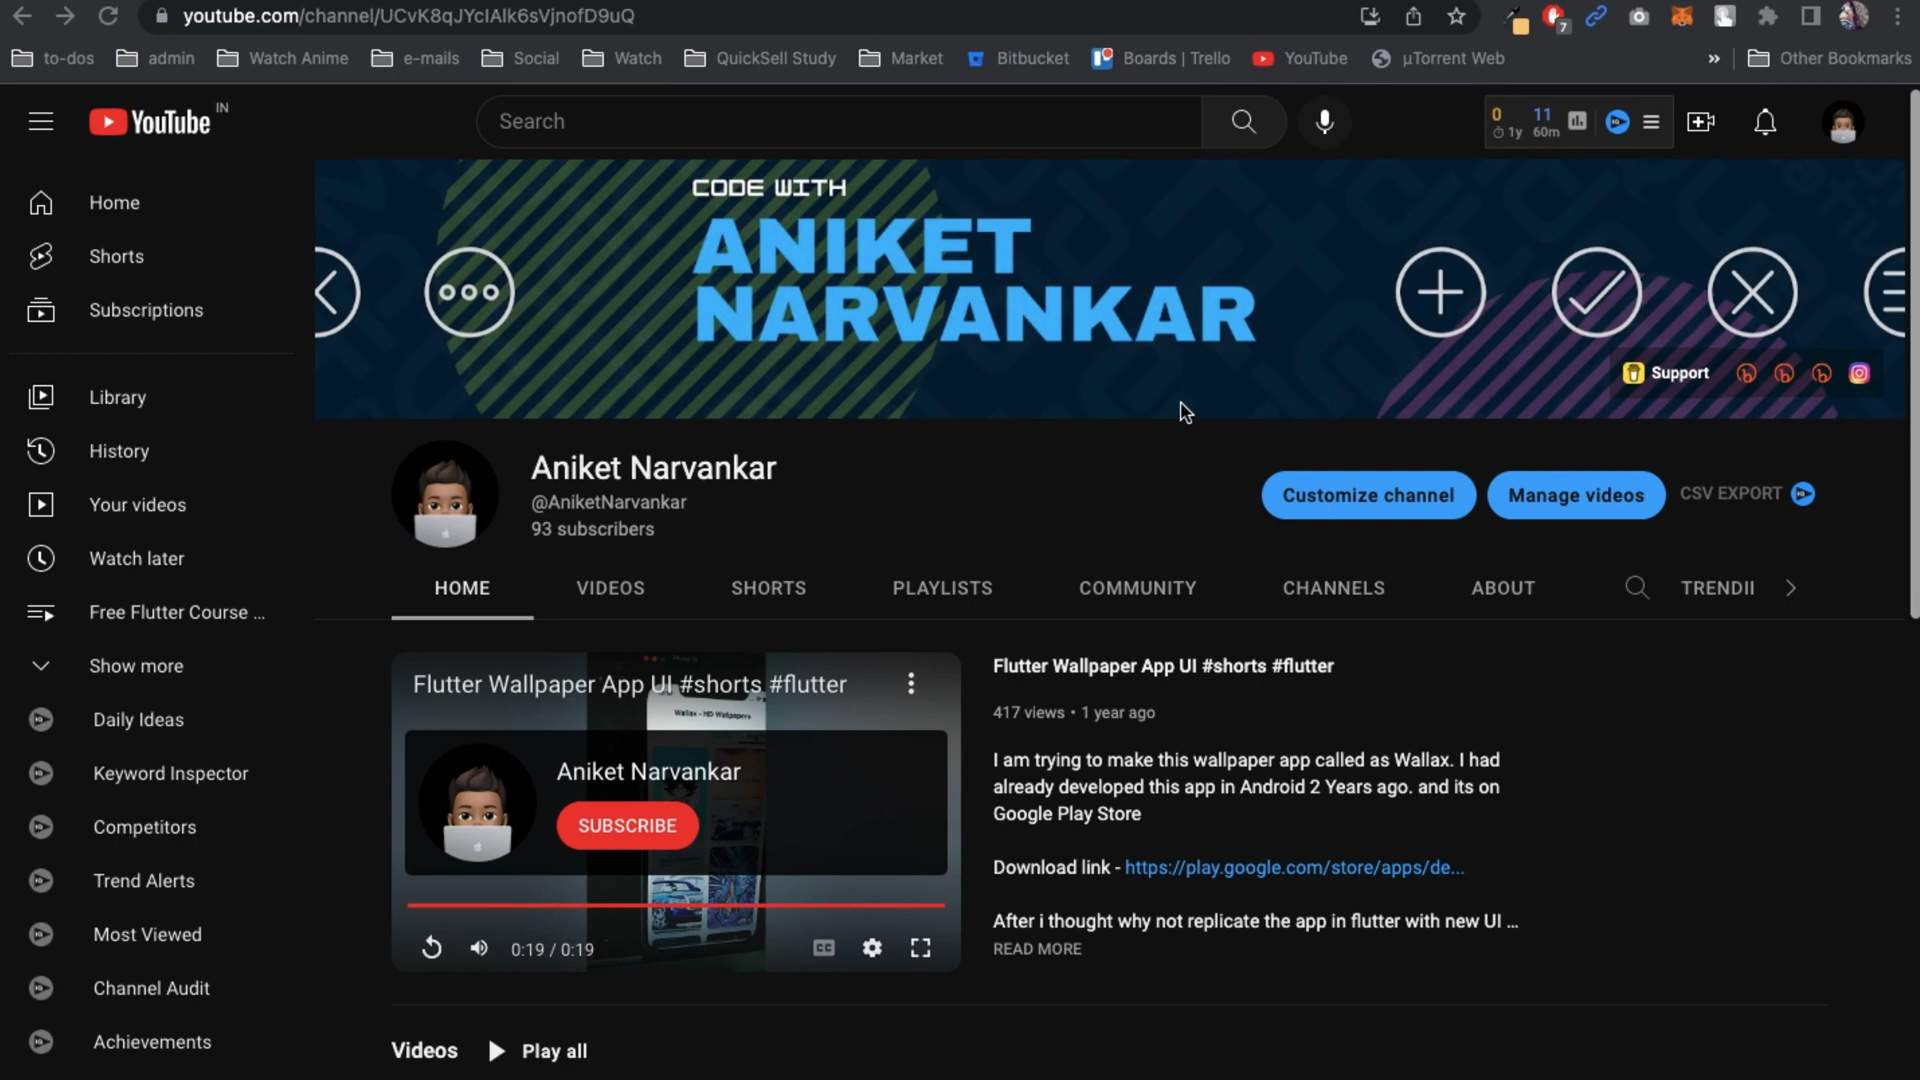 youtube.com/channel/UCvK8qJYcIAIk6sVjnofD9uQ
7
to-dos admin Watch Anime e-mails Social Watch QuickSell Study Market Bitbucket Boards | Trello YouTube µTorrent Web » Other Bookmarks
YouTube IN
Search
0 11
1y 60m
Home
Shorts
Subscriptions
Library
History
Your videos
Watch later
Free Flutter Course ...
Show more
Daily Ideas
Keyword Inspector
Competitors
Trend Alerts
Most Viewed
Channel Audit
Achievements
CODE WITH
ANIKET
NARVANKAR
Support
Aniket Narvankar
@AniketNarvankar
93 subscribers
Customize channel
Manage videos
CSV EXPORT
HOME VIDEOS SHORTS PLAYLISTS COMMUNITY CHANNELS ABOUT TRENDII
Flutter Wallpaper App UI #shorts #flutter
Wallax - HD Wallpapers
Aniket Narvankar
SUBSCRIBE
0:19 / 0:19
CC
Flutter Wallpaper App UI #shorts #flutter
417 views • 1 year ago
I am trying to make this wallpaper app called as Wallax. I had
already developed this app in Android 2 Years ago. and its on
Google Play Store
Download link - https://play.google.com/store/apps/de...
After i thought why not replicate the app in flutter with new UI ...
READ MORE
Videos
Play all